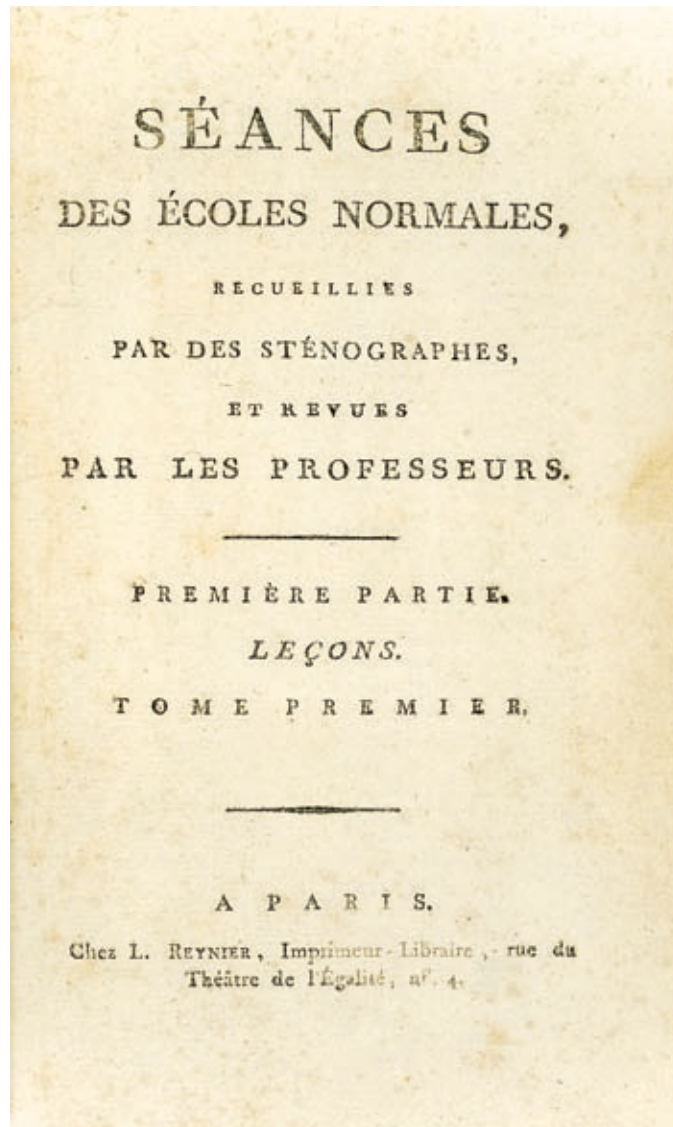 SÉANCES
DES ÉCOLES NORMALES,
RECUEILLIES
PAR DES STÉNOGRAPHES,
ET REVUES
PAR LES PROFESSEURS.
PREMIÈRE PARTIE.
LEÇONS.
TOME PREMIER.
A PARIS.
Chez L. REYNIER, Imprimeur-Libraire, rue du
Théâtre de l'Égalité, nº. 4.